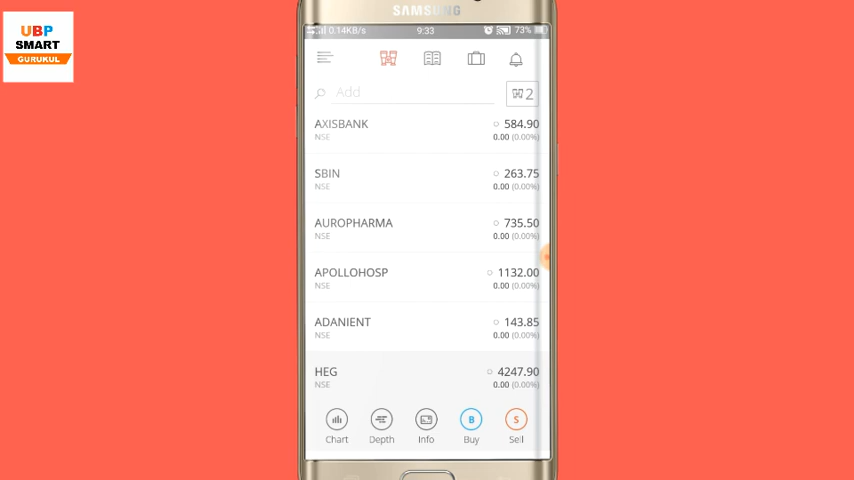 UBP
SMART
GURUKUL
SAMSUNG
0.14KB/s 9:33 73%
Add
2
AXISBANK 584.90
NSE 0.00 (0.00%)
SBIN 263.75
NSE 0.00 (0.00%)
AUROPHARMA 735.50
NSE 0.00 (0.00%)
APOLLOHOSP 1132.00
NSE 0.00 (0.00%)
ADANIENT 143.85
NSE 0.00 (0.00%)
HEG 4247.90
NSE 0.00 (0.00%)
B S
Chart Depth Info Buy Sell